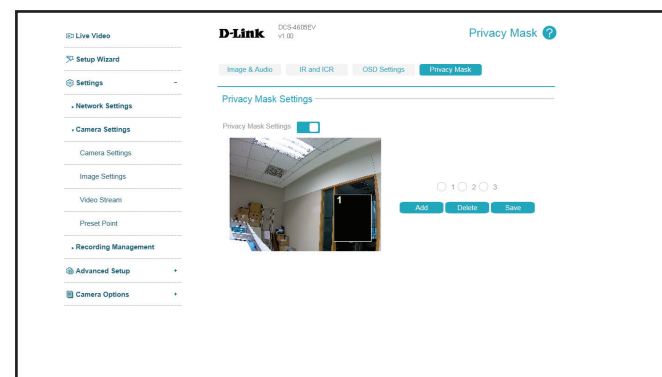 Live Video
Setup Wizard
Settings -
Network Settings
Camera Settings
Camera Settings
Image Settings
Video Stream
Preset Point
Recording Management
Advanced Setup +
Camera Options +
D-Link DCS-4605EV
v1.00
Privacy Mask ?
Image & Audio IR and ICR OSD Settings Privacy Mask
Privacy Mask Settings
Privacy Mask Settings
1
1 2 3
Add Delete Save